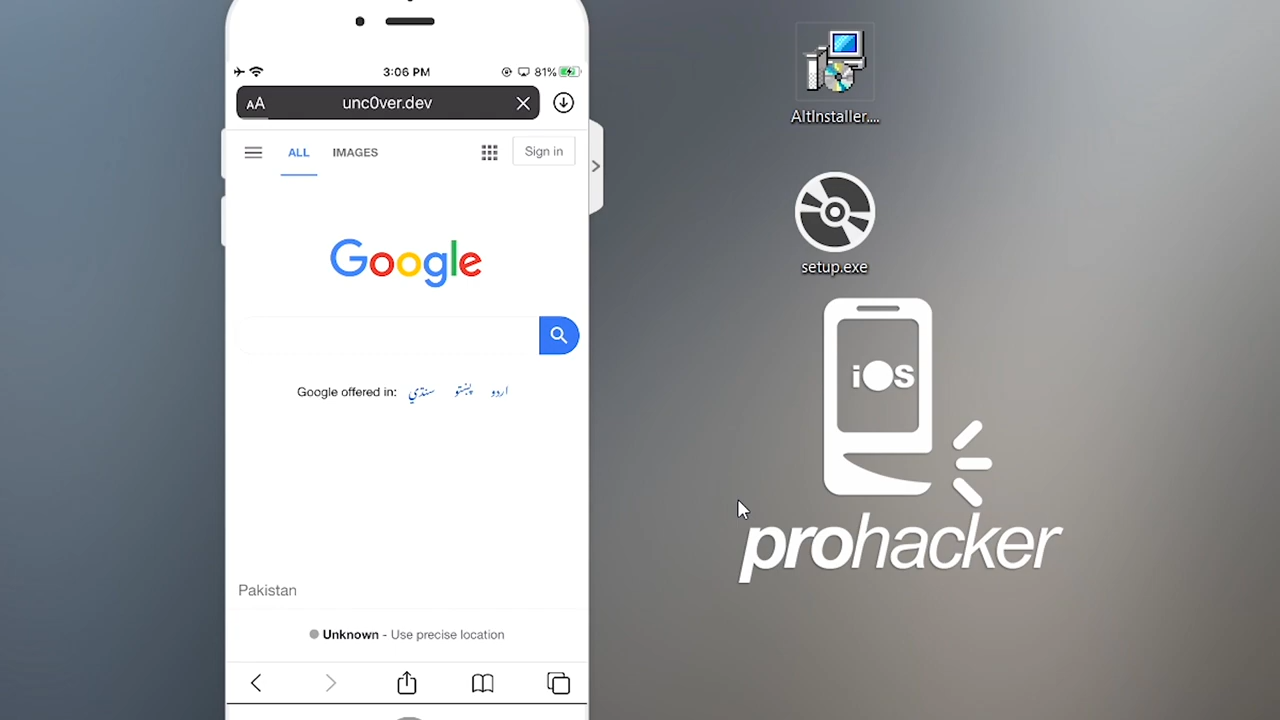 3:06 PM
81%
AA
unc0ver.dev
ALL
IMAGES
Sign in
Google
Google offered in: سنڌي پښتو اردو
Pakistan
Unknown - Use precise location
AltInstaller....
setup.exe
iOS
prohacker